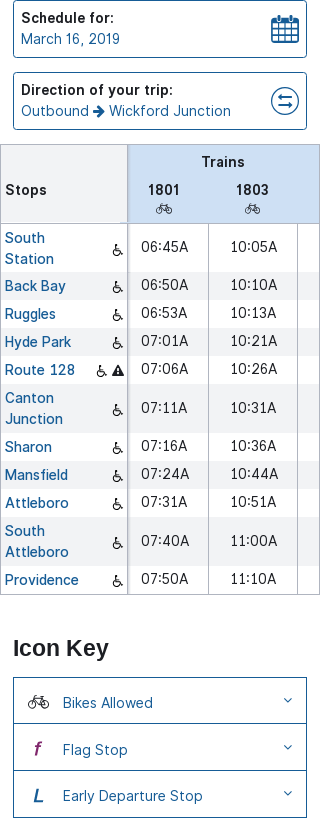 Schedule for:
March 16, 2019
Direction of your trip:
Outbound → Wickford Junction
Trains
Stops 1801 1803
South Station 06:45A 10:05A
Back Bay 06:50A 10:10A
Ruggles 06:53A 10:13A
Hyde Park 07:01A 10:21A
Route 128 07:06A 10:26A
Canton Junction 07:11A 10:31A
Sharon 07:16A 10:36A
Mansfield 07:24A 10:44A
Attleboro 07:31A 10:51A
South Attleboro 07:40A 11:00A
Providence 07:50A 11:10A
Icon Key
Bikes Allowed
f Flag Stop
L Early Departure Stop